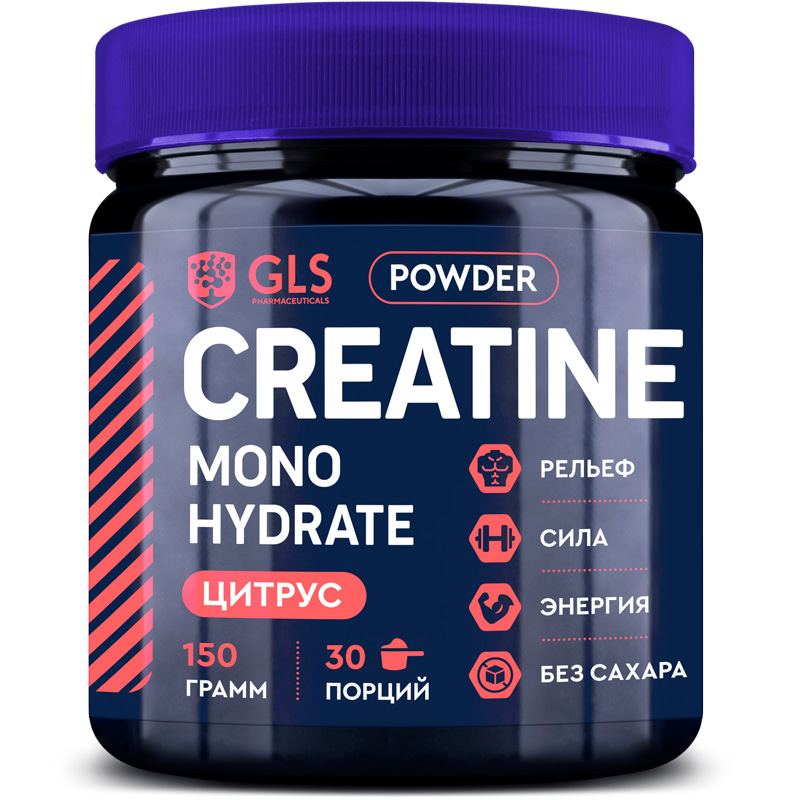 GLS
PHARMACEUTICALS
POWDER
CREATINE
MONO
HYDRATE
ЦИТРУС
150
ГРАММ
30
ПОРЦИЙ
РЕЛЬЕФ
СИЛА
ЭНЕРГИЯ
БЕЗ САХАРА